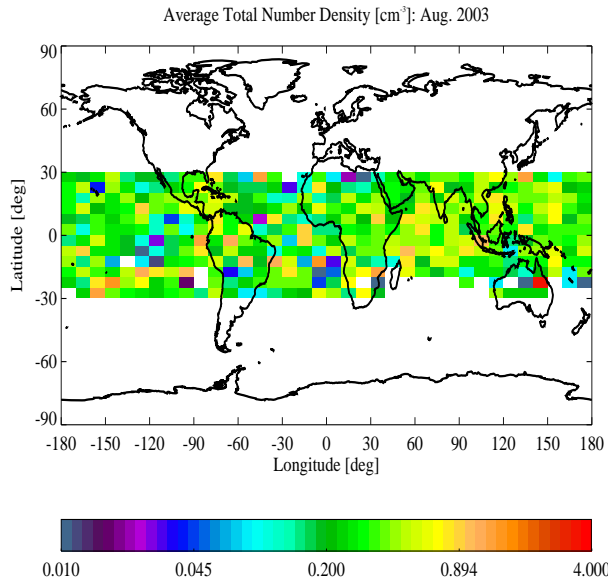 Average Total Number Density [cm⁻³]: Aug. 2003
90
60
30
0
-30
-60
-90
Latitude [deg]
-180 -150 -120 -90 -60 -30 0 30 60 90 120 150 180
Longitude [deg]
0.010 0.045 0.200 0.894 4.000